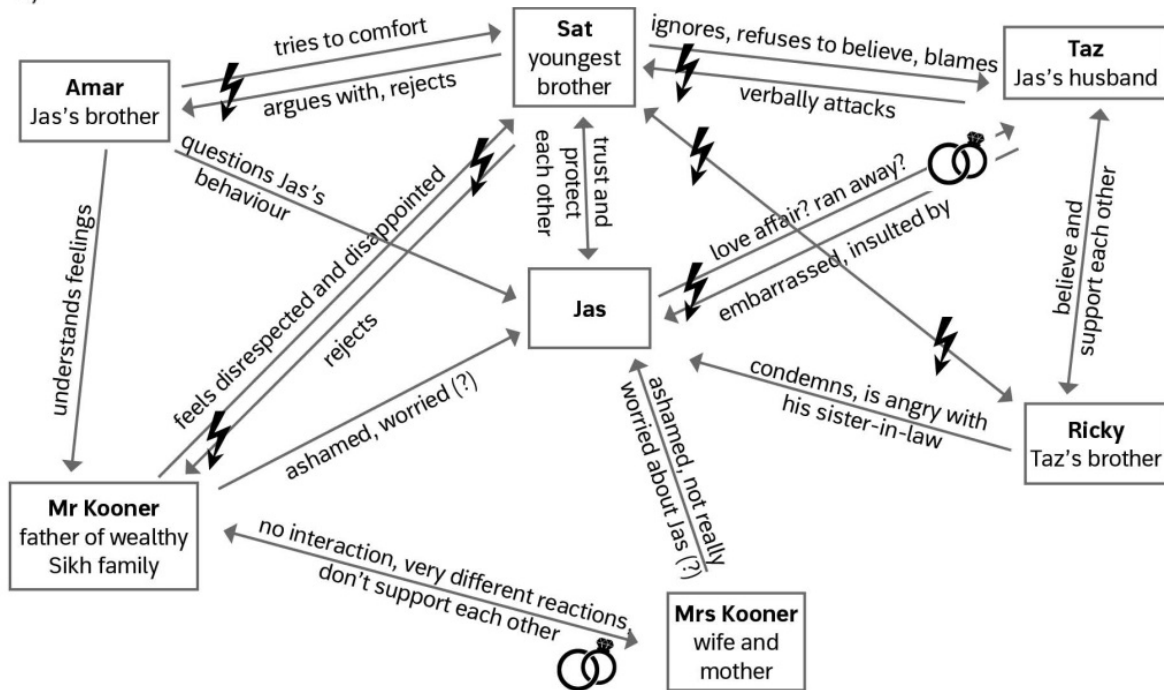 Sat
youngest
brother
Amar
Jas's brother
Taz
Jas's husband
tries to comfort
argues with, rejects
ignores, refuses to believe, blames
verbally attacks
questions Jas's
behaviour
trust and
protect
each other
love affair? ran away?
embarrassed, insulted by
believe and
support each other
understands feelings
feels disrespected and disappointed
rejects
Jas
ashamed, worried (?)
condemns, is angry with
his sister-in-law
Ricky
Taz's brother
Mr Kooner
father of wealthy
Sikh family
ashamed, not really
worried about Jas (?)
no interaction, very different reactions,
don't support each other
Mrs Kooner
wife and
mother